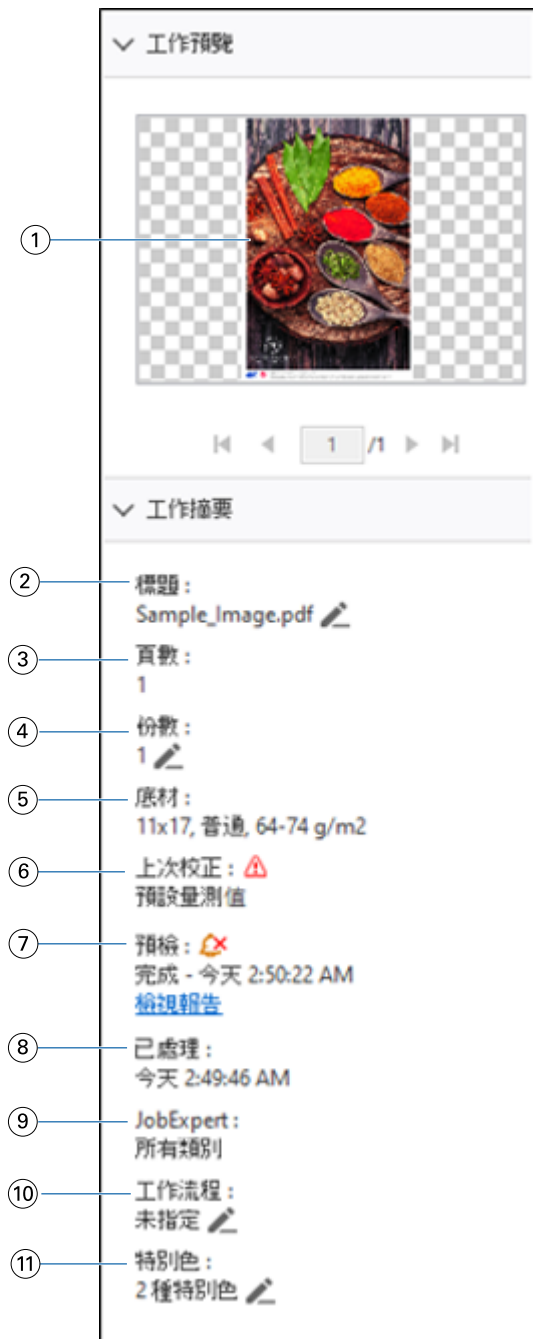 工作預覽
1
1 /1
工作摘要
2 標題：
Sample_Image.pdf
3 頁數：
1
4 份數：
1
5 底材：
11x17, 普通, 64-74 g/m2
6 上次校正：
預設量測值
7 預檢：
完成 - 今天 2:50:22 AM
檢視報告
8 已處理：
今天 2:49:46 AM
9 JobExpert：
所有類別
10 工作流程：
未指定
11 特別色：
2 種特別色